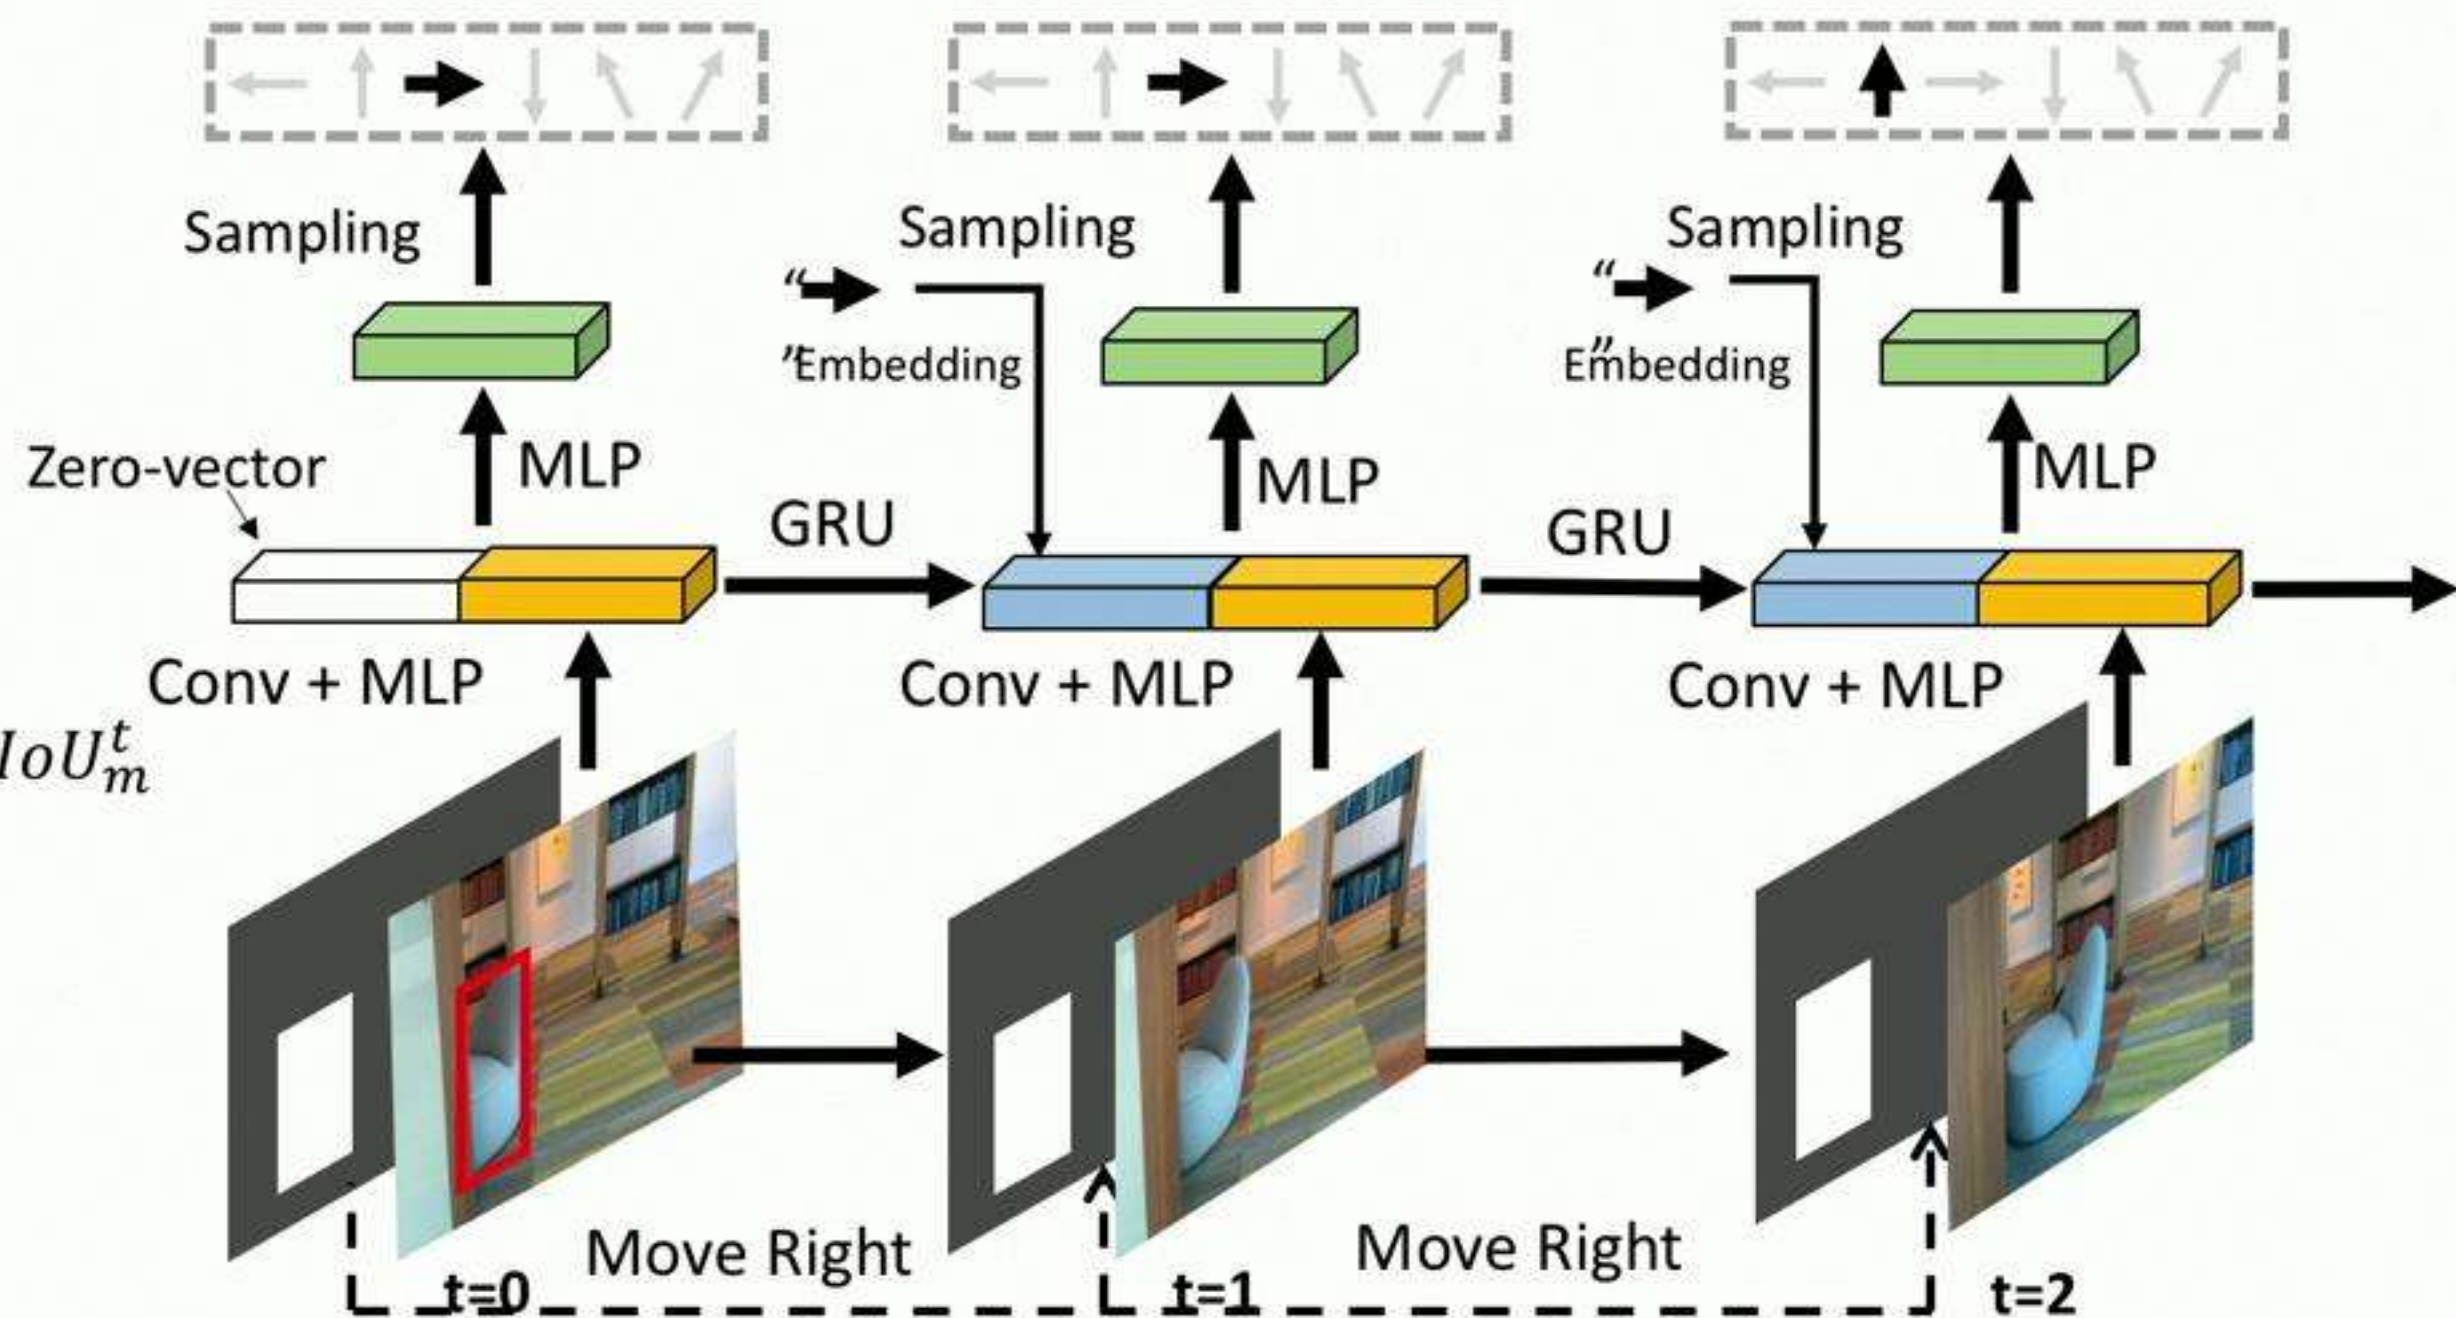 Sampling
Sampling
Sampling
“
“
”Embedding
”
Embedding
Zero-vector
MLP
MLP
MLP
GRU
GRU
Conv + MLP
Conv + MLP
Conv + MLP
IoU_m^t
Move Right
Move Right
t=0
t=1
t=2